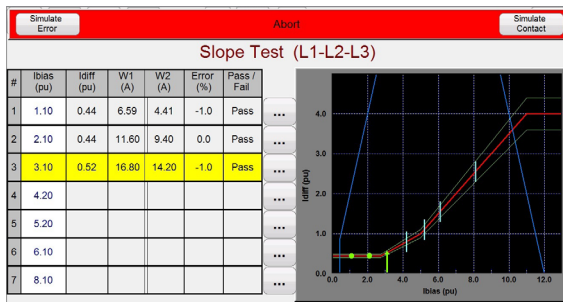 Simulate Error
Abort
Simulate Contact
Slope Test (L1-L2-L3)
# Ibias (pu) Idiff (pu) W1 (A) W2 (A) Error (%) Pass / Fail
1 1.10 0.44 6.59 4.41 -1.0 Pass ...
2 2.10 0.44 11.60 9.40 0.0 Pass ...
3 3.10 0.52 16.80 14.20 -1.0 Pass ...
4 4.20 ...
5 5.20 ...
6 6.10 ...
7 8.10 ...
Idiff (pu)
4.0
3.0
2.0
1.0
0.0
0.0 2.0 4.0 6.0 8.0 10.0 12.0
Ibias (pu)